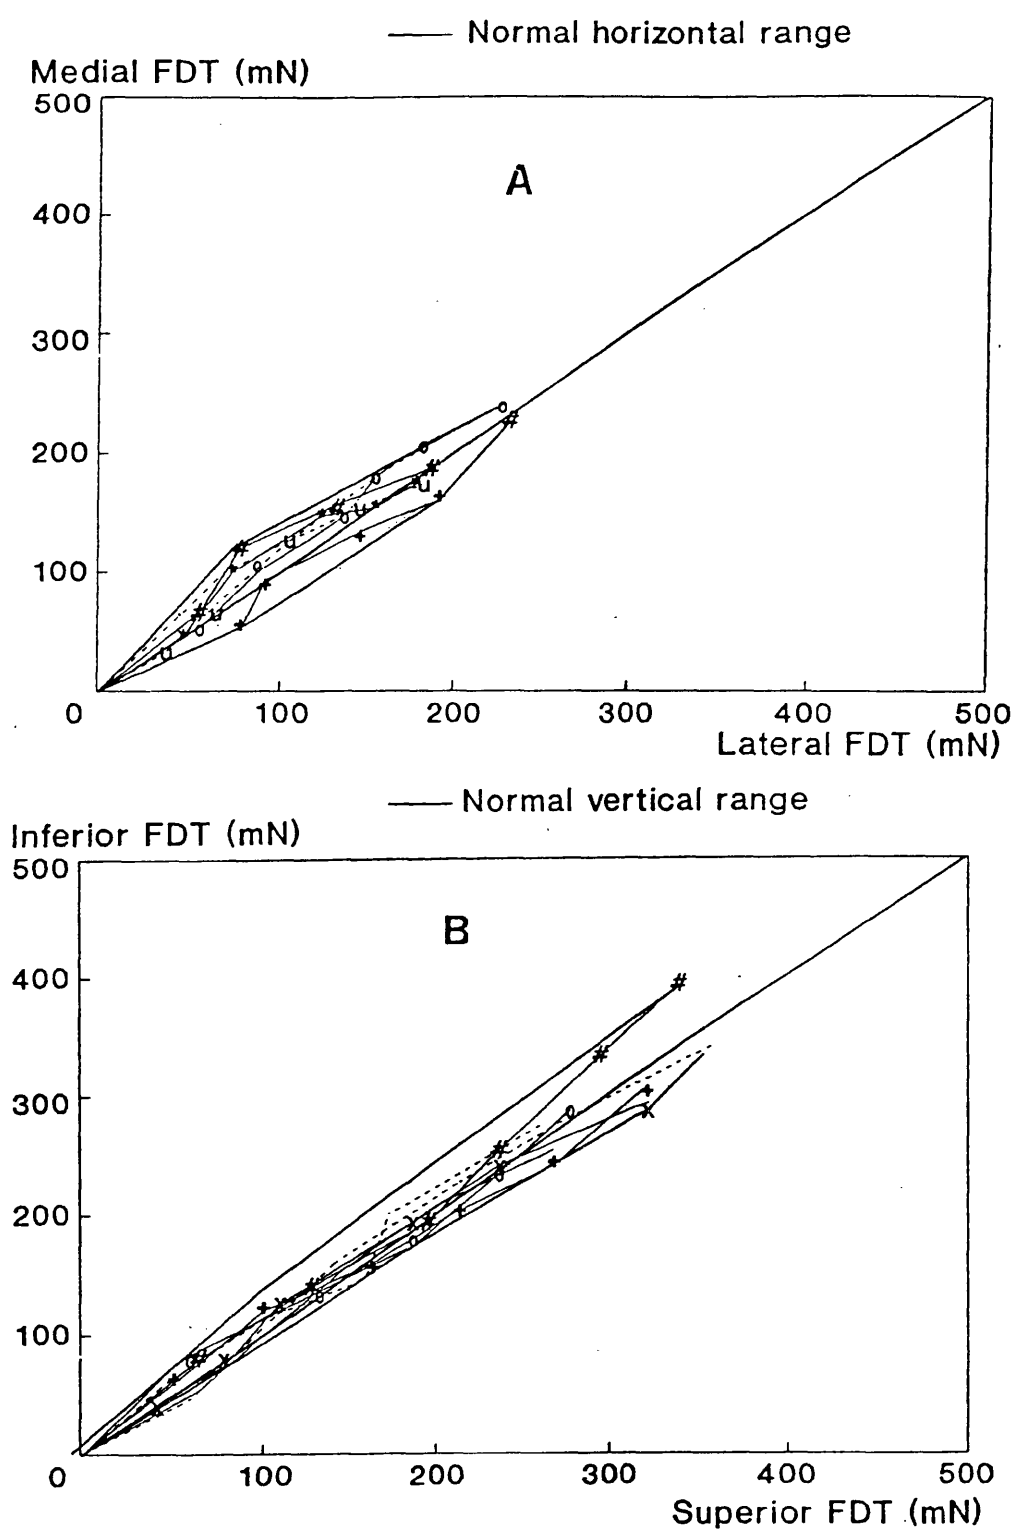 Normal horizontal range
Medial FDT (mN)
500
A
400
300
200
100
0 100 200 300 400 500
Lateral FDT (mN)
Normal vertical range
Inferior FDT (mN)
500
B
400
300
200
100
0 100 200 300 400 500
Superior FDT (mN)